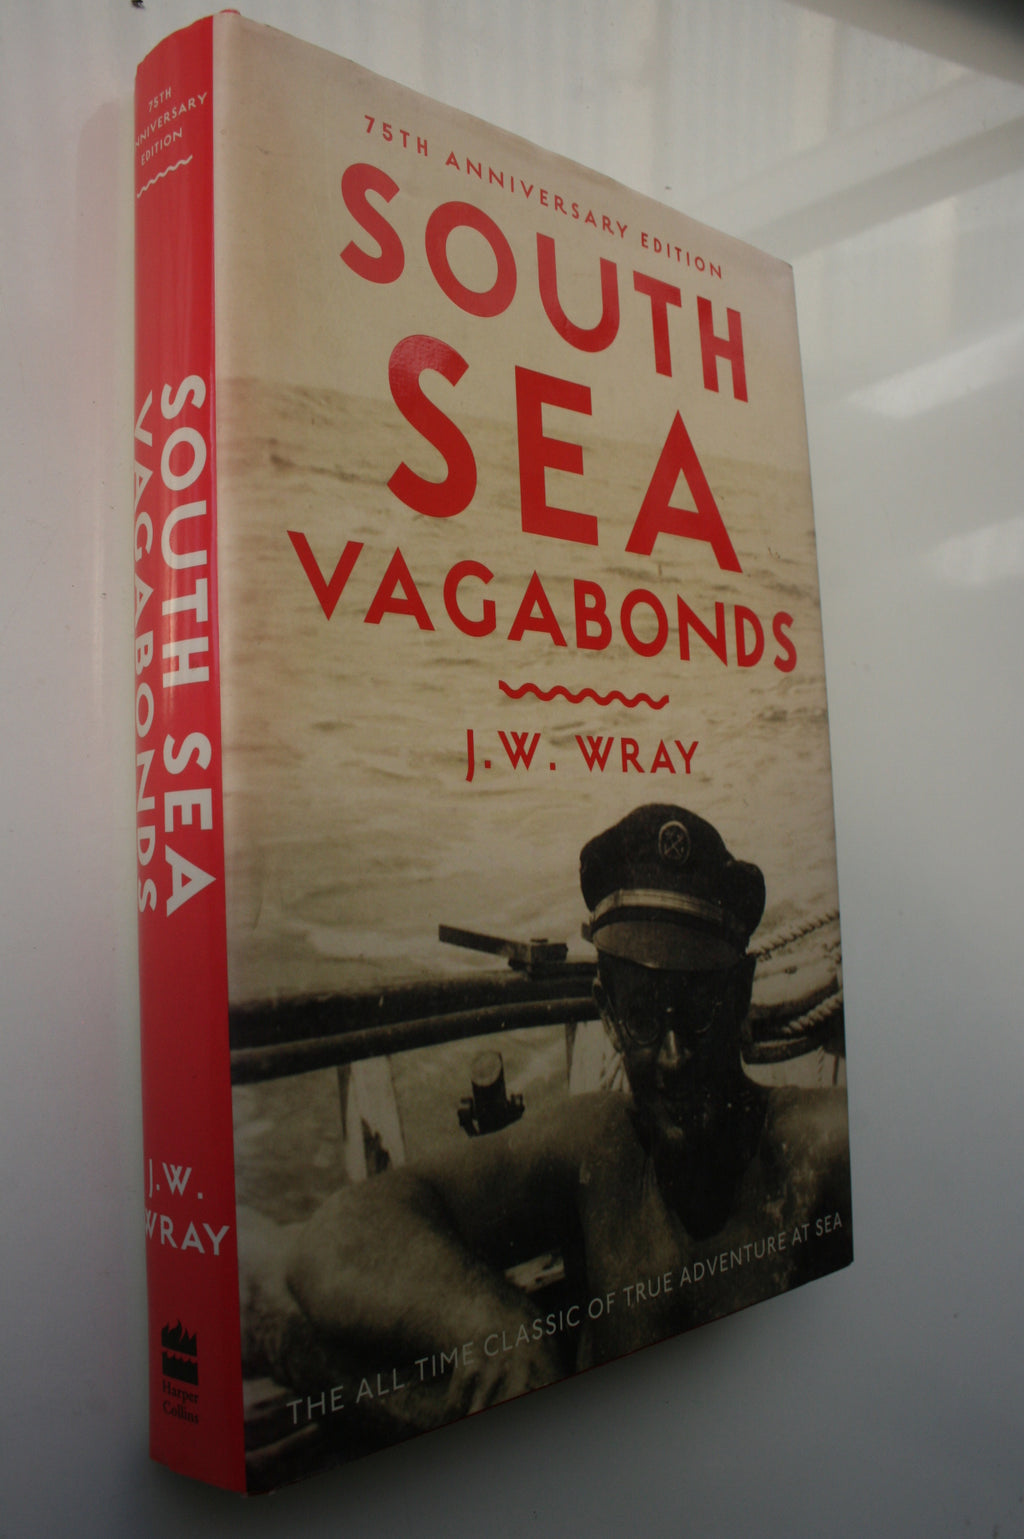 75TH
ANNIVERSARY
EDITION
SOUTH SEA
VAGABONDS
J.W.
WRAY
Harper
Collins
75TH ANNIVERSARY EDITION
SOUTH
SEA
VAGABONDS
J.W. WRAY
THE ALL TIME CLASSIC OF TRUE ADVENTURE AT SEA